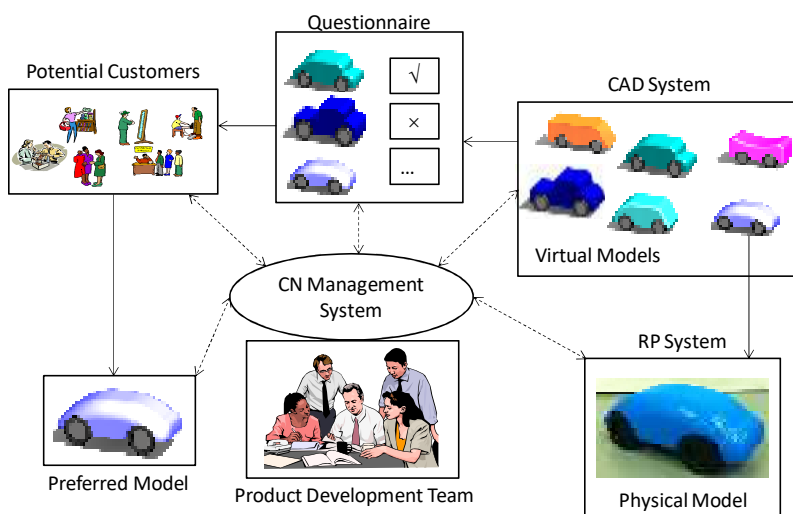 Questionnaire
Potential Customers
CAD System
√
×
...
Virtual Models
CN Management
System
RP System
Preferred Model
Product Development Team
Physical Model